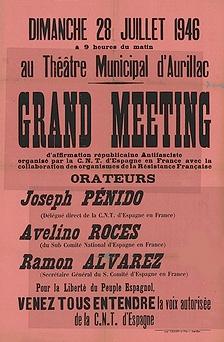 DIMANCHE 28 JUILLET 1946
a 9 heures du matin
au Théâtre Municipal d'Aurillac
GRAND MEETING
d'affirmation républicaine Antifasciste
organisé par la C.N.T. d'Espagne en France avec la
collaboration des organismes de la Résistance Française
ORATEURS
Joseph PÉNIDO
(Délégué direct de la C.N.T. d'Espagne en France)
Avelino ROCES
(du Sub Comité National d'Espagne en France)
Ramon ALVAREZ
(Secrétaire Général du S. Comité d'Espagne en France)
Pour la Liberté du Peuple Espagnol,
VENEZ TOUS ENTENDRE la voix autorisée
de la C.N.T. d'Espagne